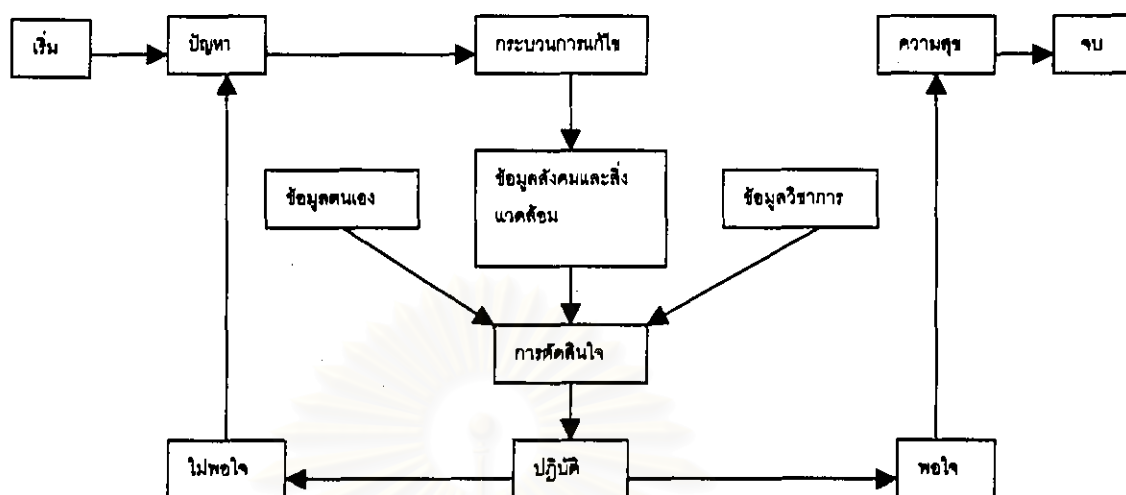 เริ่ม
ปัญหา
กระบวนการแก้ไข
ความสุข
จบ
ข้อมูลตนเอง
ข้อมูลสังคมและสิ่ง
แวดล้อม
ข้อมูลวิชาการ
การตัดสินใจ
ไม่พอใจ
ปฏิบัติ
พอใจ